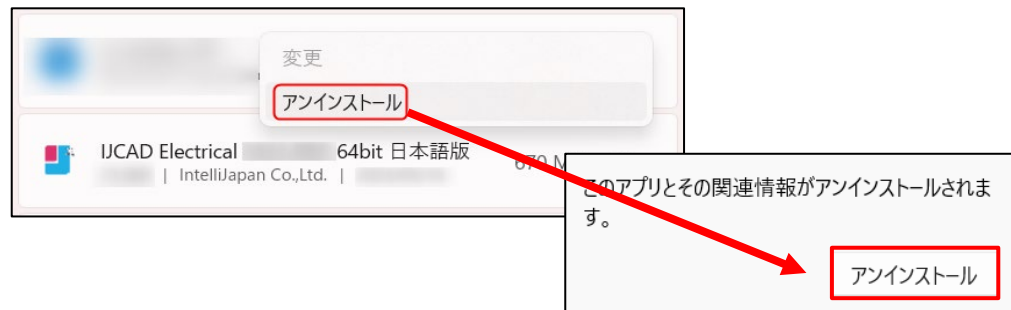 変更
アンインストール
IJCAD Electrical 64bit 日本語版
| IntelliJapan Co.,Ltd. |
このアプリとその関連情報がアンインストールされま
す。
アンインストール